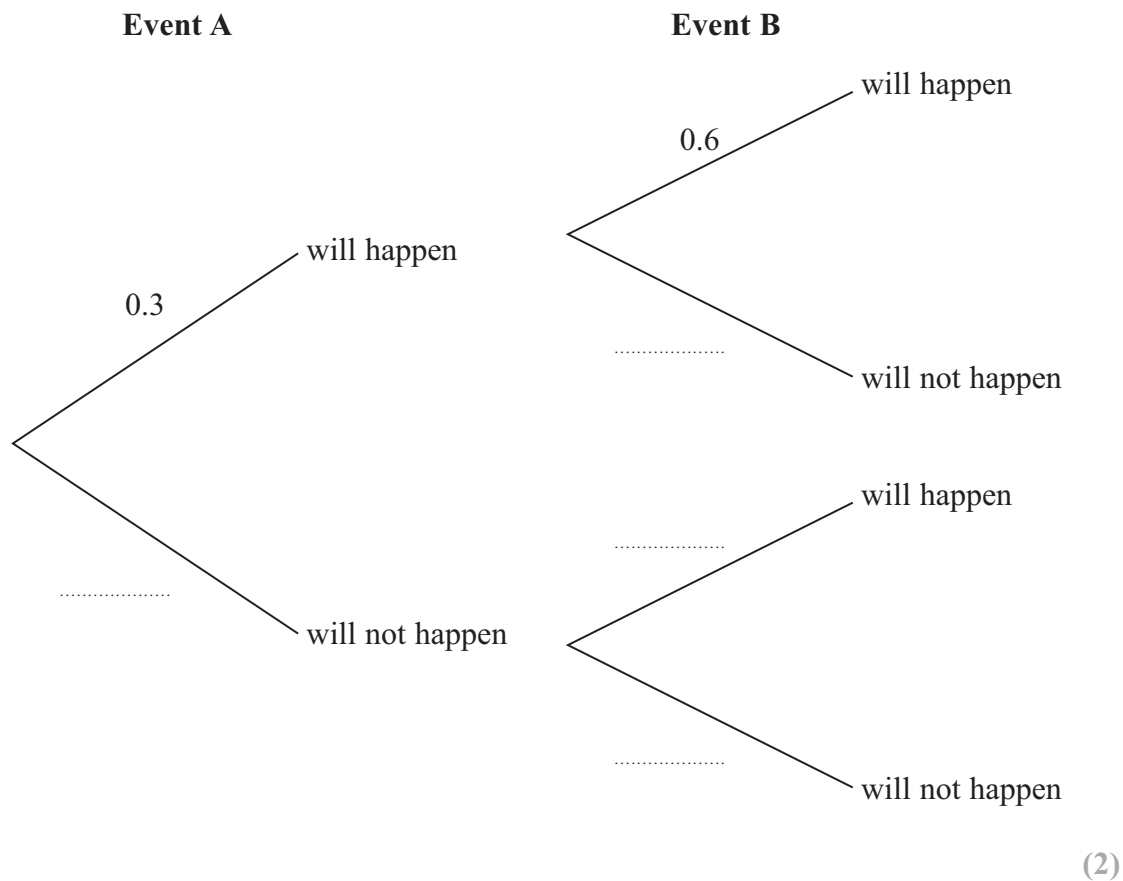 Event A
Event B
will happen
0.6
will happen
0.3
....................
will not happen
will happen
....................
....................
will not happen
....................
will not happen
(2)